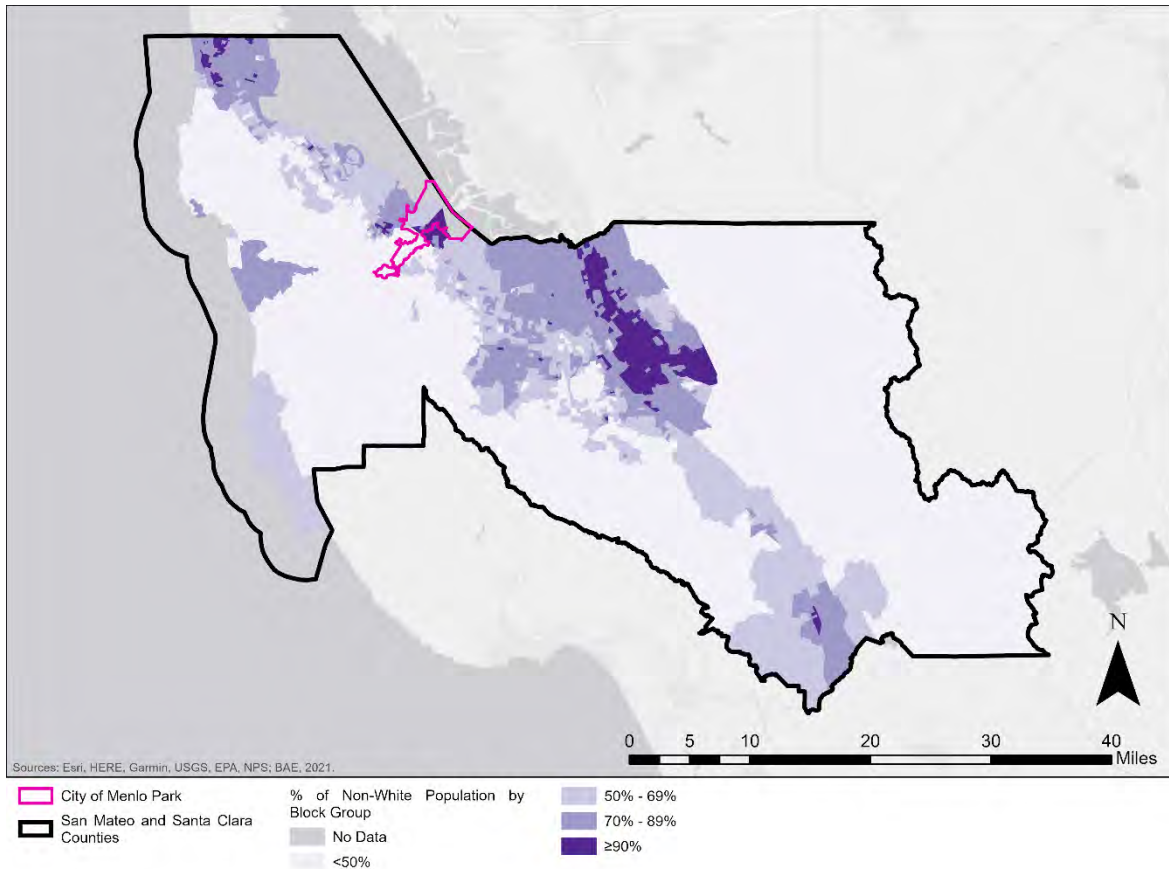 N
0 5 10 20 30 40
Miles
Sources: Esri, HERE, Garmin, USGS, EPA, NPS; BAE, 2021.
City of Menlo Park
San Mateo and Santa Clara
Counties
% of Non-White Population by
Block Group
No Data
<50%
50% - 69%
70% - 89%
≥90%